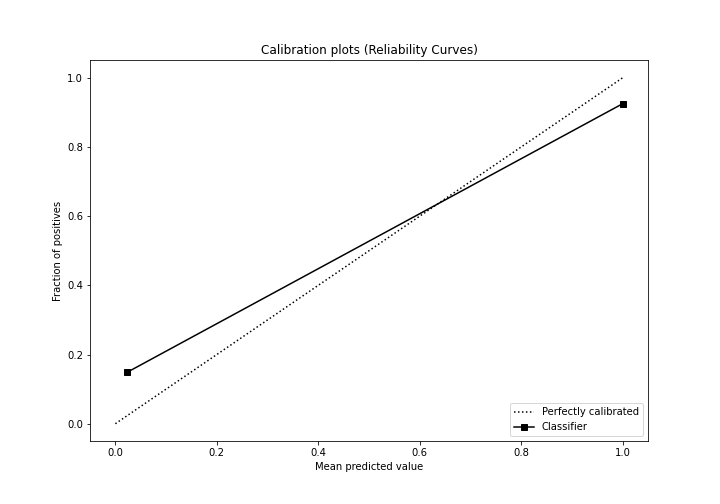 Calibration plots (Reliability Curves)
1.0
0.8
0.6
0.4
0.2
0.0
Fraction of positives
Perfectly calibrated
Classifier
0.0 0.2 0.4 0.6 0.8 1.0
Mean predicted value